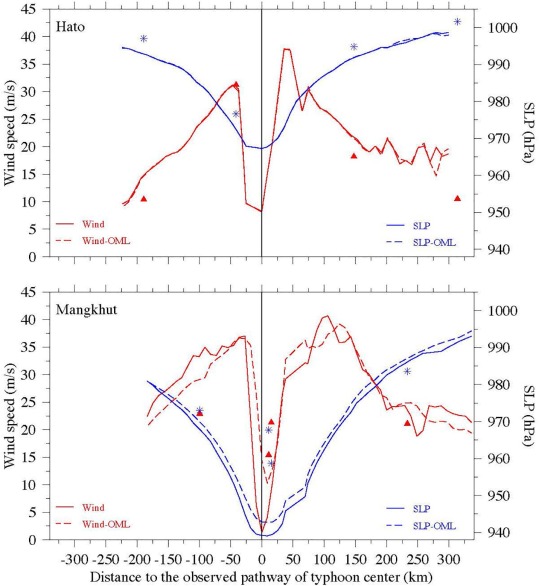 Hato
45
40
35
30
25
20
15
10
5
0
Wind speed (m/s)
1000
990
980
970
960
950
940
SLP (hPa)
Wind
Wind-OML
SLP
SLP-OML
Mangkhut
45
40
35
30
25
20
15
10
5
0
Wind speed (m/s)
1000
990
980
970
960
950
940
SLP (hPa)
Wind
Wind-OML
SLP
SLP-OML
-300 -250 -200 -150 -100 -50 0 50 100 150 200 250 300
Distance to the observed pathway of typhoon center (km)